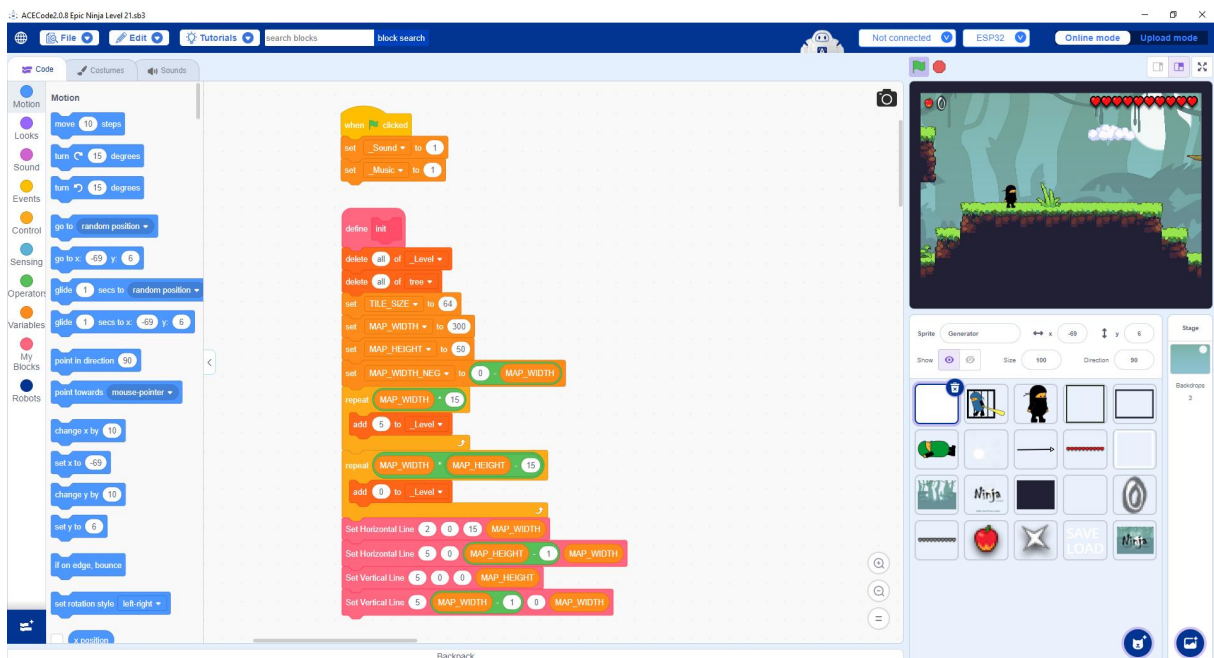 ACECode2.0.8 Epic Ninja Level 21.sb3
File Edit Tutorials search blocks block search Not connected ESP32 Online mode Upload mode
Code Costumes Sounds
Motion
Looks
Sound
Events
Control
Sensing
Operators
Variables
My Blocks
Robots
Motion
move 10 steps
turn 15 degrees
turn 15 degrees
go to random position
go to x: -69 y: 6
glide 1 secs to random position
glide 1 secs to x: -69 y: 6
point in direction 90
point towards mouse-pointer
change x by 10
set x to -69
change y by 10
set y to 6
if on edge, bounce
set rotation style left-right
x position
when clicked
set _Sound to 1
set _Music to 1
define init
delete all of _Level
delete all of tree
set TILE_SIZE to 64
set MAP_WIDTH to 300
set MAP_HEIGHT to 50
set MAP_WIDTH_NEG to 0 - MAP_WIDTH
repeat MAP_WIDTH * 15
add 5 to _Level
repeat MAP_WIDTH * MAP_HEIGHT - 15
add 0 to _Level
Set Horizontal Line 2 0 15 MAP_WIDTH
Set Horizontal Line 5 0 MAP_HEIGHT - 1 MAP_WIDTH
Set Vertical Line 5 0 0 MAP_HEIGHT
Set Vertical Line 5 MAP_WIDTH - 1 0 MAP_WIDTH
Backpack
0
Sprite Generator x -69 y 6
Show Size 100 Direction 90
Stage
Backdrops
3
Ninja
SAVE
LOAD
Ninja